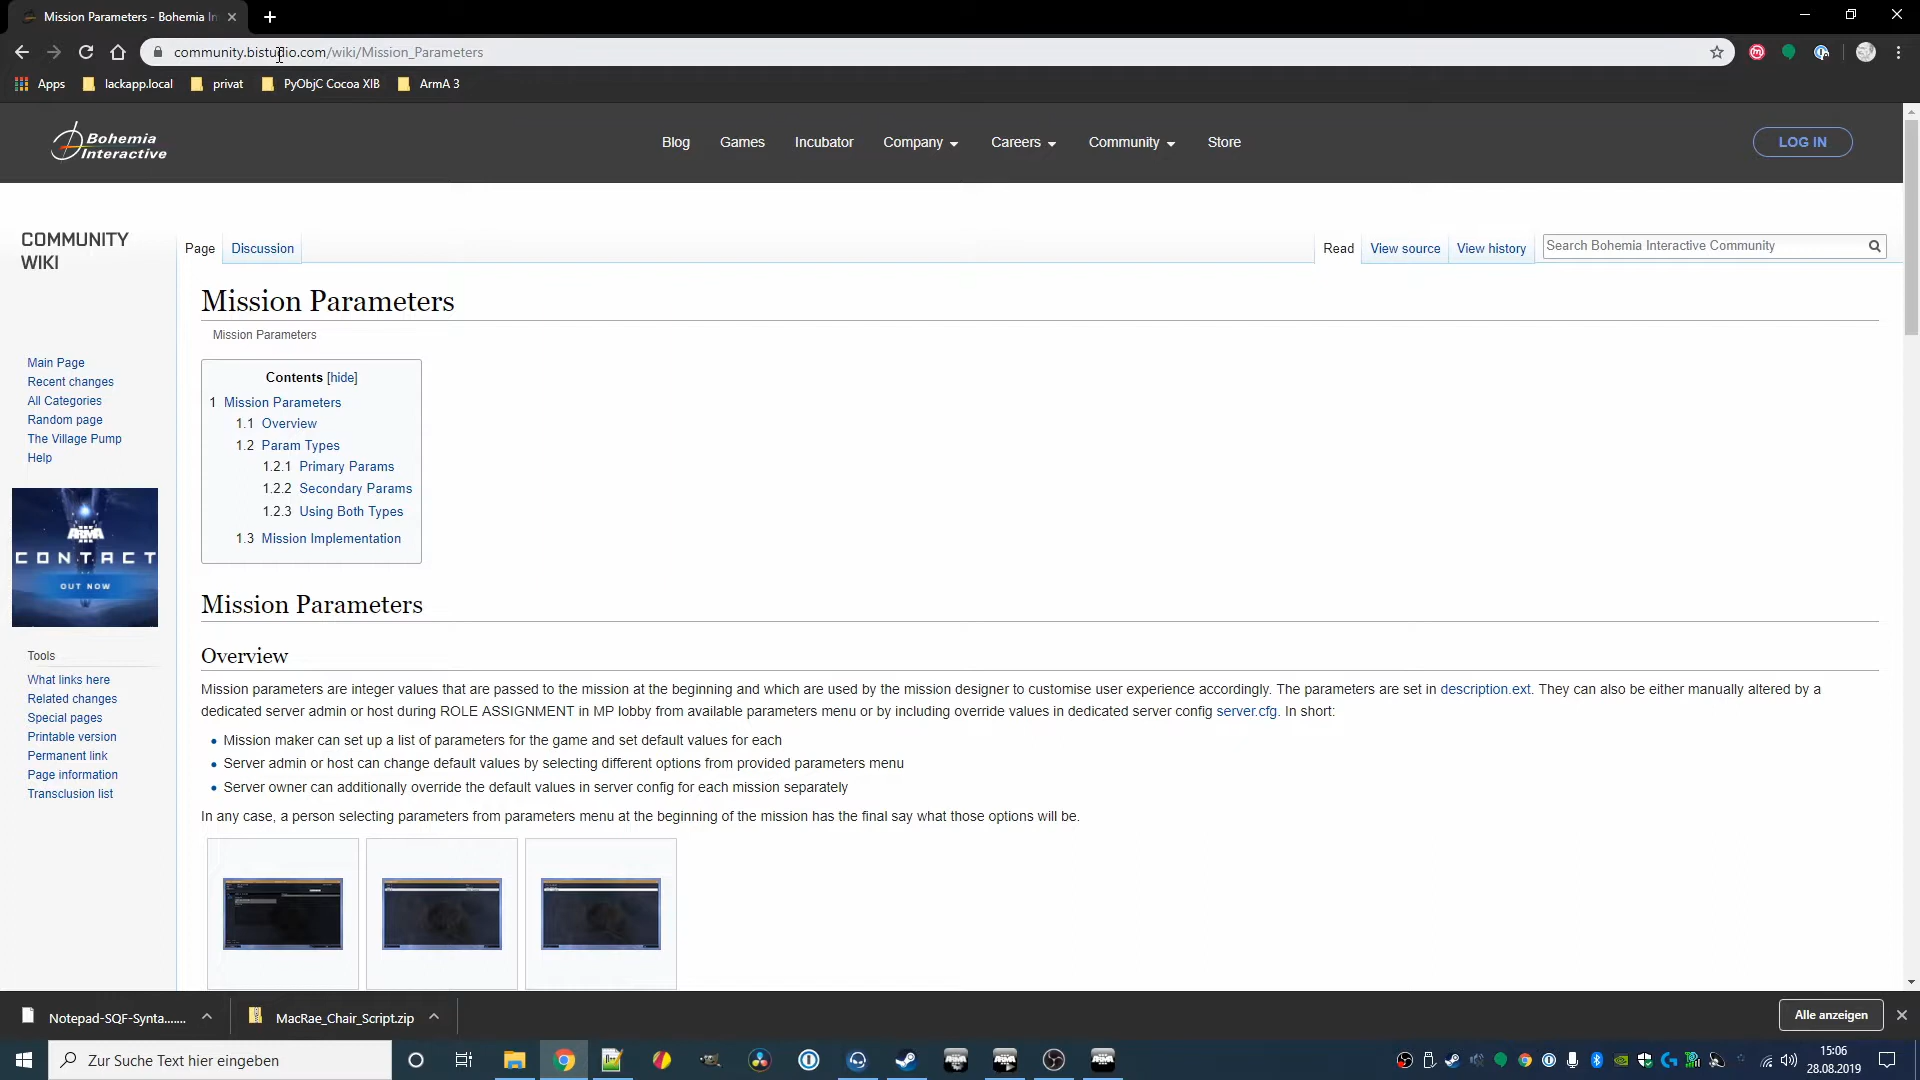 Mission Parameters - Bohemia In
community.bistudio.com/wiki/Mission_Parameters
Apps
lackapp.local
privat
PyObjC Cocoa XIB
ArmA 3
Bohemia
Interactive
Blog
Games
Incubator
Company
Careers
Community
Store
LOG IN
COMMUNITY
WIKI
Page
Discussion
Read
View source
View history
Search Bohemia Interactive Community
Mission Parameters
Mission Parameters
Main Page
Recent changes
All Categories
Random page
The Village Pump
Help
ARMA
CONTACT
OUT NOW
Tools
What links here
Related changes
Special pages
Printable version
Permanent link
Page information
Transclusion list
Contents [hide]
1 Mission Parameters
1.1 Overview
1.2 Param Types
1.2.1 Primary Params
1.2.2 Secondary Params
1.2.3 Using Both Types
1.3 Mission Implementation
Mission Parameters
Overview
Mission parameters are integer values that are passed to the mission at the beginning and which are used by the mission designer to customise user experience accordingly. The parameters are set in description.ext. They can also be either manually altered by a
dedicated server admin or host during ROLE ASSIGNMENT in MP lobby from available parameters menu or by including override values in dedicated server config server.cfg. In short:
Mission maker can set up a list of parameters for the game and set default values for each
Server admin or host can change default values by selecting different options from provided parameters menu
Server owner can additionally override the default values in server config for each mission separately
In any case, a person selecting parameters from parameters menu at the beginning of the mission has the final say what those options will be.
Notepad-SQF-Synta......
MacRae_Chair_Script.zip
Alle anzeigen
Zur Suche Text hier eingeben
15:06
28.08.2019